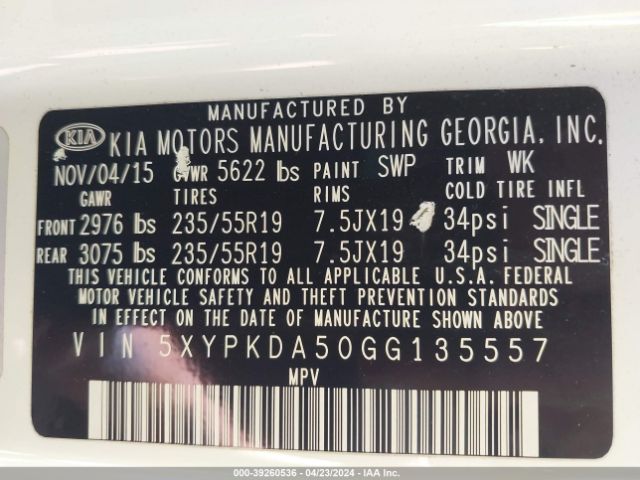 MANUFACTURED BY
KIA KIA MOTORS MANUFACTURING GEORGIA, INC.
NOV/04/15 GVWR 5622 lbs PAINT SWP TRIM WK
GAWR TIRES RIMS COLD TIRE INFL
FRONT 2976 lbs 235/55R19 7.5JX19 34psi SINGLE
REAR 3075 lbs 235/55R19 7.5JX19 34psi SINGLE
THIS VEHICLE CONFORMS TO ALL APPLICABLE U.S.A. FEDERAL
MOTOR VEHICLE SAFETY AND THEFT PREVENTION STANDARDS
IN EFFECT ON THE DATE OF MANUFACTURE SHOWN ABOVE
VIN 5XYPKDA50GG135557
MPV
000-39260536 - 04/23/2024 - IAA Inc.